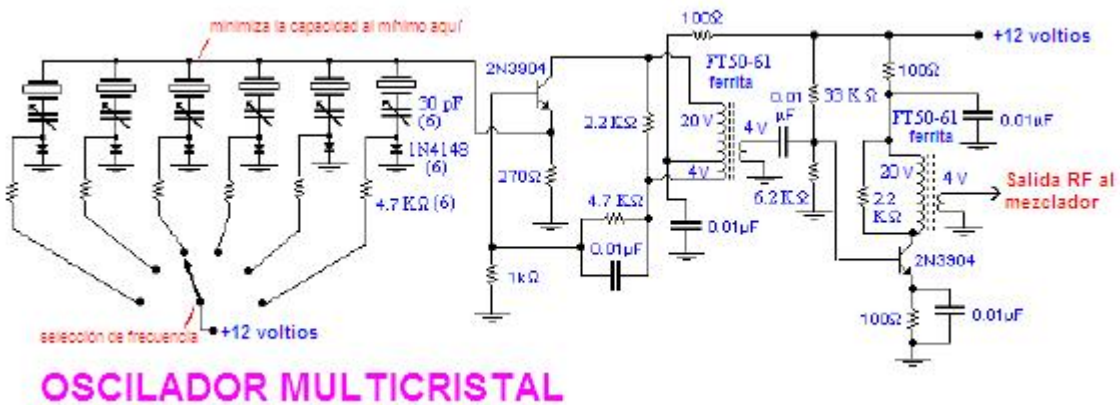 minimiza la capacidad al mínimo aquí
100Ω
+12 voltios
2N3904
FT50-61
ferrita
0.01
µF
33 KΩ
100Ω
30 pF
(6)
1N4148
(6)
4.7 KΩ (6)
2.2 KΩ
20 V
4 V
4 V
270Ω
4.7 KΩ
0.01µF
1kΩ
0.01µF
6.2 KΩ
FT50-61
ferrita
0.01µF
20 V
4 V
2.2
KΩ
Salida RF al
mezclador
2N3904
100Ω
0.01µF
selección de frecuencia
+12 voltios
OSCILADOR MULTICRISTAL